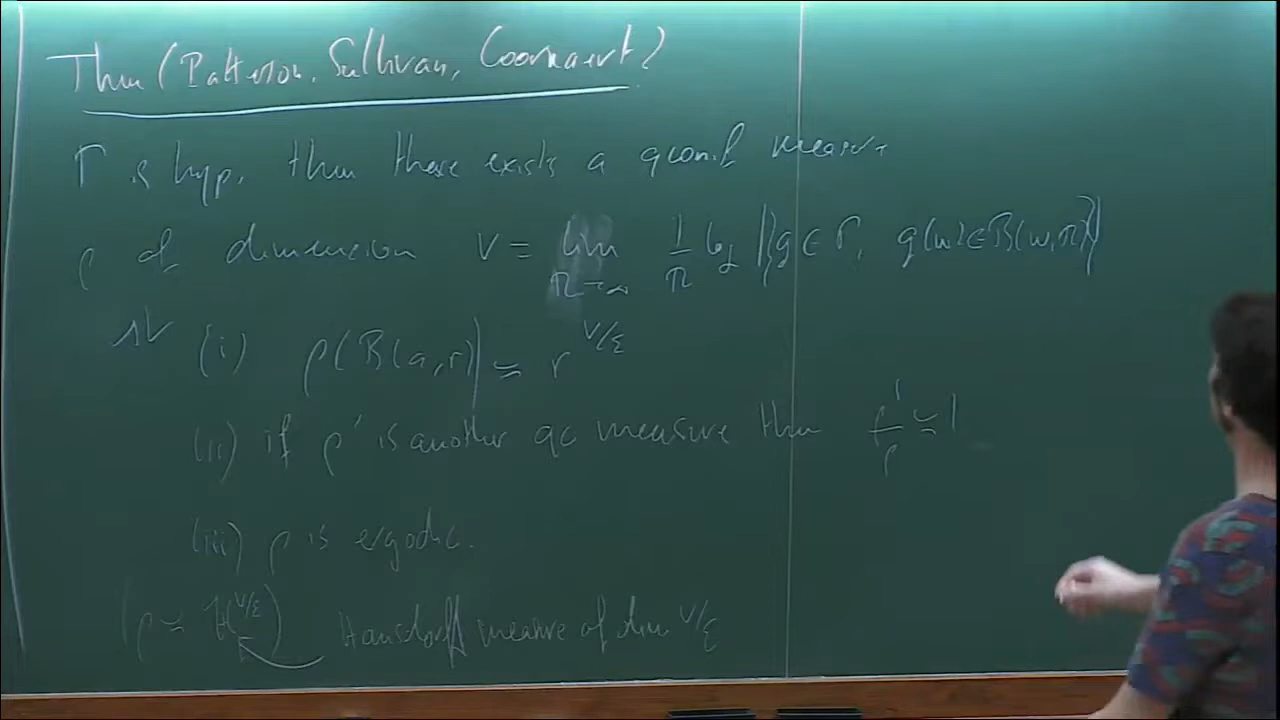 Thm (Patterson, Sullivan, Coornaert)
Γ is hyp, then there exists a qconf measure
ρ of dimension v = lim_{R→∞} 1/R log |{g ∈ Γ, g(w) ∈ B(w,R)}|
(i) ρ(B(a,r)) ≍ r^{v/ε}
(ii) if ρ' is another qc measure then ρ'/ρ ≍ 1
(iii) ρ is ergodic.
(ρ ≍ H^{v/ε}) Hausdorff measure of dim v/ε